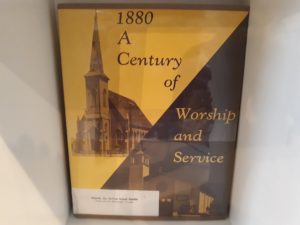 1880
A
Century
of
Worship
and
Service